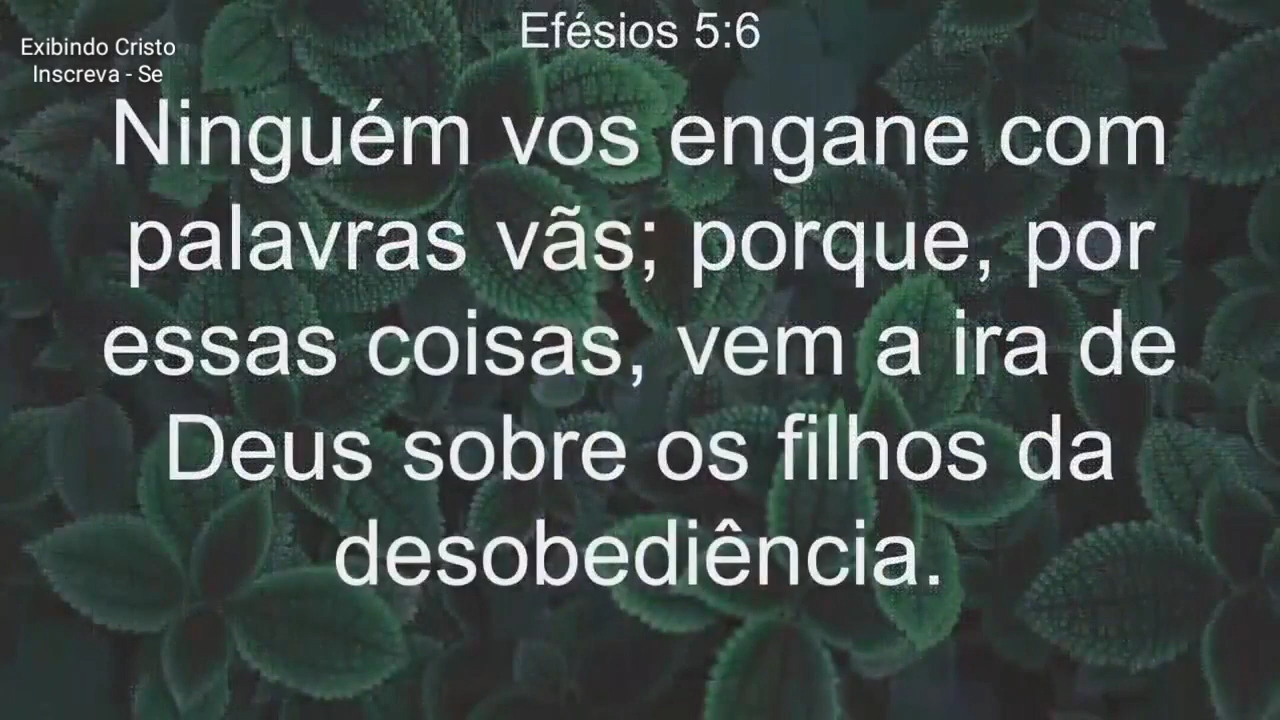 Efésios 5:6
Exibindo Cristo
Inscreva - Se
Ninguém vos engane com
palavras vãs; porque, por
essas coisas, vem a ira de
Deus sobre os filhos da
desobediência.